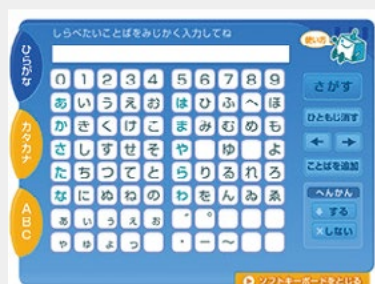 しらべたいことばをみじかく入力してね
使い方
ひらがな
カタカナ
ABC
0 1 2 3 4 5 6 7 8 9
あ い う え お は ひ ふ へ ほ
か き く け こ ま み む め も
さ し す せ そ や ゆ よ
た ち つ て と ら り る れ ろ
な に ぬ ね の わ を ん ゐ ゑ
ぁ ぃ ぅ ぇ ぉ ゛ ゜
ゃ ゅ ょ っ ・ ー 〜
さがす
ひともじ消す
← →
ことばを追加
へんかん
する
×しない
ソフトキーボードをとじる